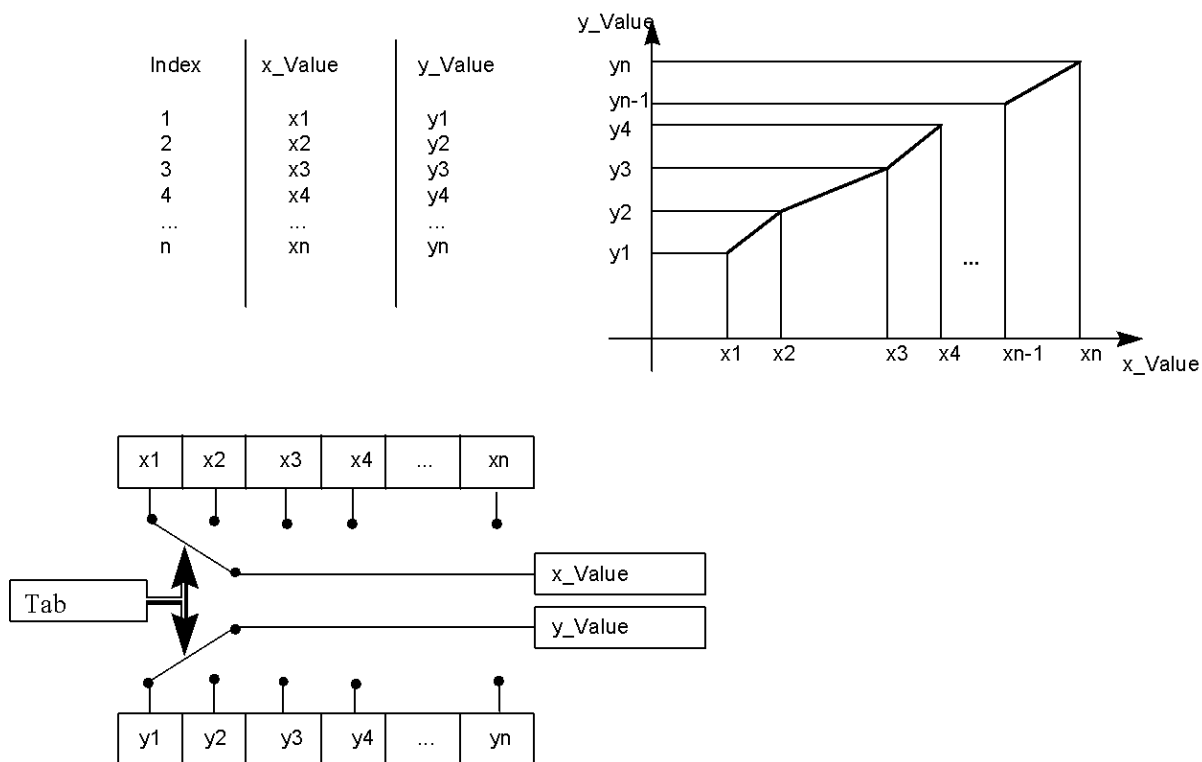 Index x_Value y_Value
1 x1 y1
2 x2 y2
3 x3 y3
4 x4 y4
... ... ...
n xn yn
y_Value
yn
yn-1
y4
y3
y2
y1
...
x1 x2 x3 x4 xn-1 xn
x_Value
x1 x2 x3 x4 ... xn
x_Value
Tab
y_Value
y1 y2 y3 y4 ... yn